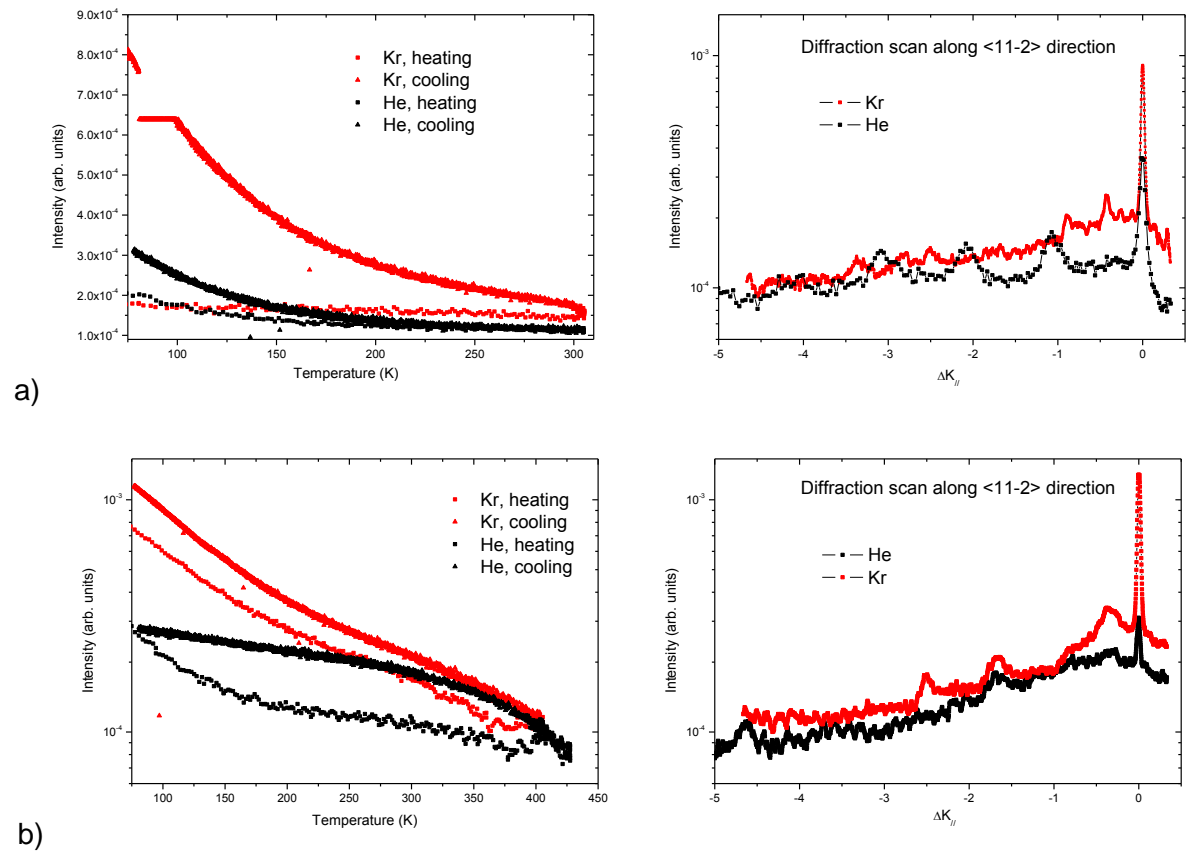 9.0x10-4
8.0x10-4
7.0x10-4
6.0x10-4
5.0x10-4
4.0x10-4
3.0x10-4
2.0x10-4
1.0x10-4
Intensity (arb. units)
Kr, heating
Kr, cooling
He, heating
He, cooling
100 150 200 250 300
Temperature (K)
10-3
10-4
Intensity (arb. units)
Diffraction scan along <11-2> direction
Kr
He
-5 -4 -3 -2 -1 0
ΔK//
a)
10-3
10-4
Intensity (arb. units)
Kr, heating
Kr, cooling
He, heating
He, cooling
100 150 200 250 300 350 400 450
Temperature (K)
10-3
10-4
Intensity (arb. units)
Diffraction scan along <11-2> direction
He
Kr
-5 -4 -3 -2 -1 0
ΔK//
b)